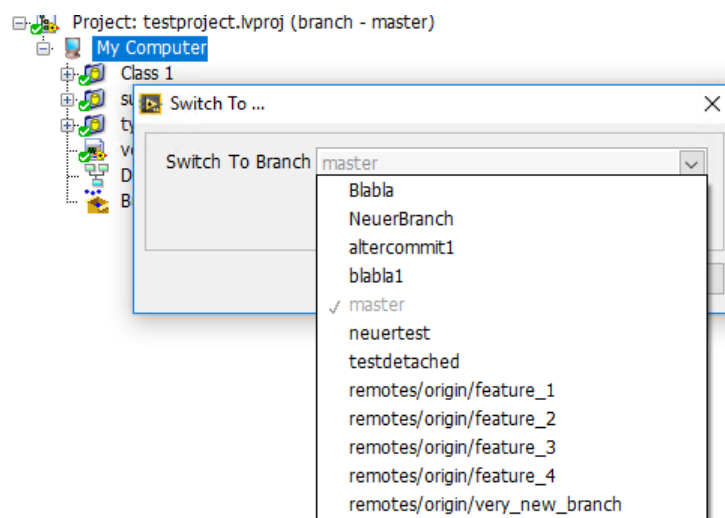 Project: testproject.lvproj (branch - master)
My Computer
Class 1
Switch To ...
Switch To Branch master
Blabla
NeuerBranch
altercommit1
blabla1
master
neuertest
testdetached
remotes/origin/feature_1
remotes/origin/feature_2
remotes/origin/feature_3
remotes/origin/feature_4
remotes/origin/very_new_branch